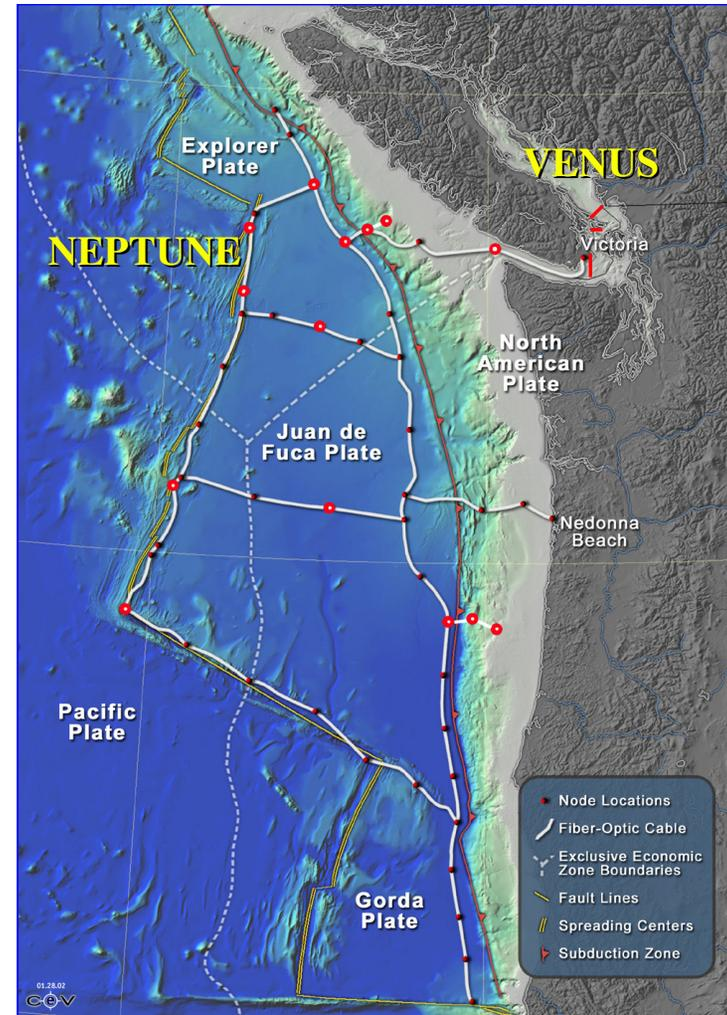 Explorer
Plate
VENUS
NEPTUNE
Victoria
North
American
Plate
Juan de
Fuca Plate
Nedonna
Beach
Pacific
Plate
Gorda
Plate
Node Locations
Fiber-Optic Cable
Exclusive Economic
Zone Boundaries
Fault Lines
Spreading Centers
Subduction Zone
01.28.02
CeV